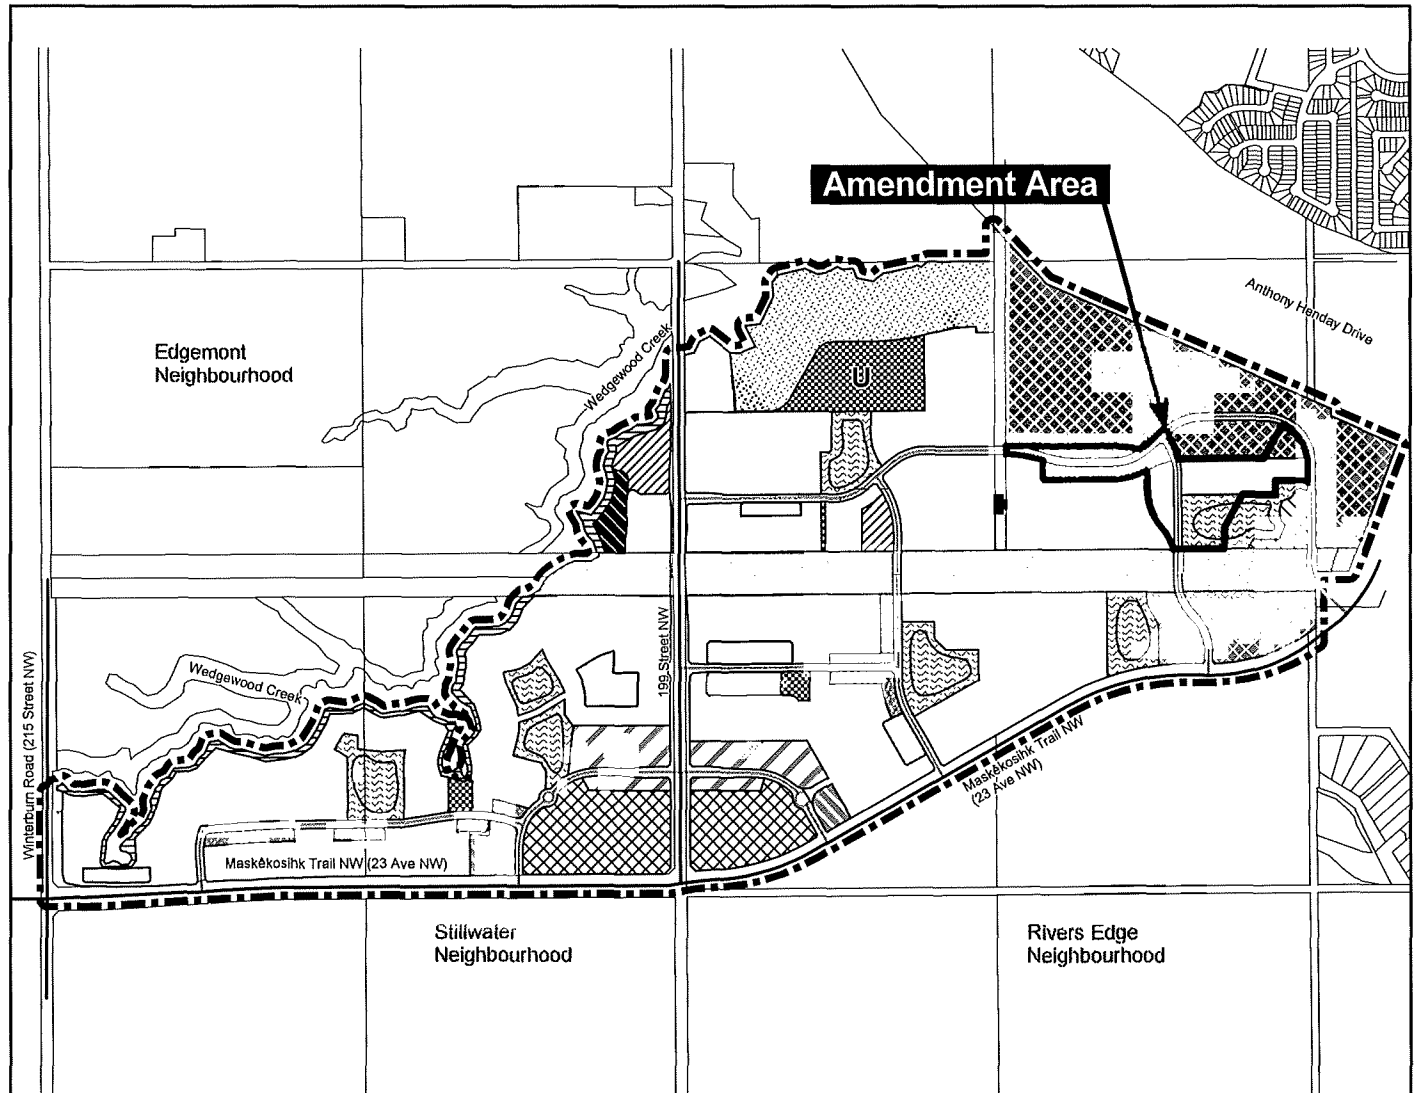 Amendment Area
Anthony Henday Drive
Edgemont
Neighbourhood
Wedgewood Creek
U
199 Street NW
Wedgewood Creek
Winterburn Road (215 Street NW)
Maskêkosihk Trail NW
(23 Ave NW)
Maskêkosihk Trail NW (23 Ave NW)
Stillwater
Neighbourhood
Rivers Edge
Neighbourhood